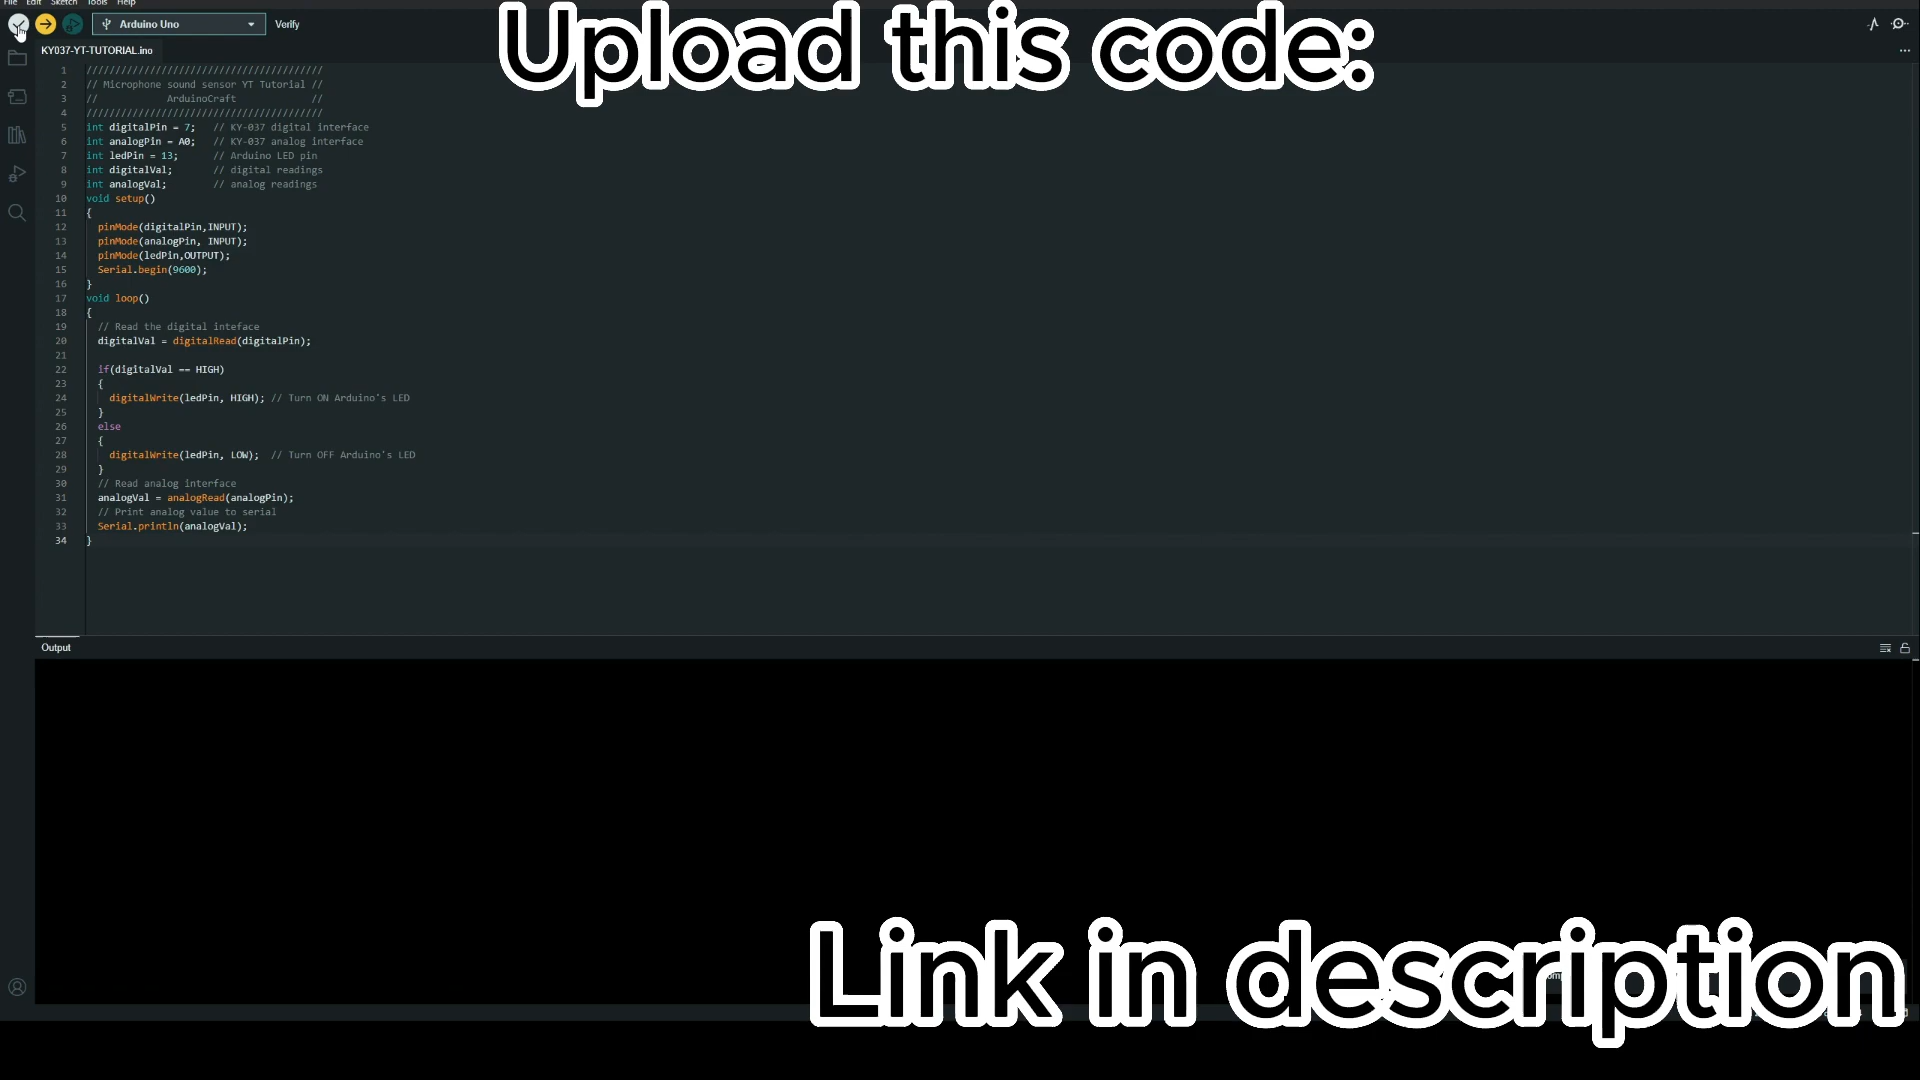 File Edit Sketch Tools Help
Upload this code:
Arduino Uno
Verify
KY037-YT-TUTORIAL.ino
1 /////////////////////////////////////////
2 // Microphone sound sensor YT Tutorial //
3 // ArduinoCraft //
4 /////////////////////////////////////////
5 int digitalPin = 7; // KY-037 digital interface
6 int analogPin = A0; // KY-037 analog interface
7 int ledPin = 13; // Arduino LED pin
8 int digitalVal; // digital readings
9 int analogVal; // analog readings
10 void setup()
11 {
12 pinMode(digitalPin,INPUT);
13 pinMode(analogPin, INPUT);
14 pinMode(ledPin,OUTPUT);
15 Serial.begin(9600);
16 }
17 void loop()
18 {
19 // Read the digital inteface
20 digitalVal = digitalRead(digitalPin);
21
22 if(digitalVal == HIGH)
23 {
24 digitalWrite(ledPin, HIGH); // Turn ON Arduino's LED
25 }
26 else
27 {
28 digitalWrite(ledPin, LOW); // Turn OFF Arduino's LED
29 }
30 // Read analog interface
31 analogVal = analogRead(analogPin);
32 // Print analog value to serial
33 Serial.println(analogVal);
34 }
Output
Link in description